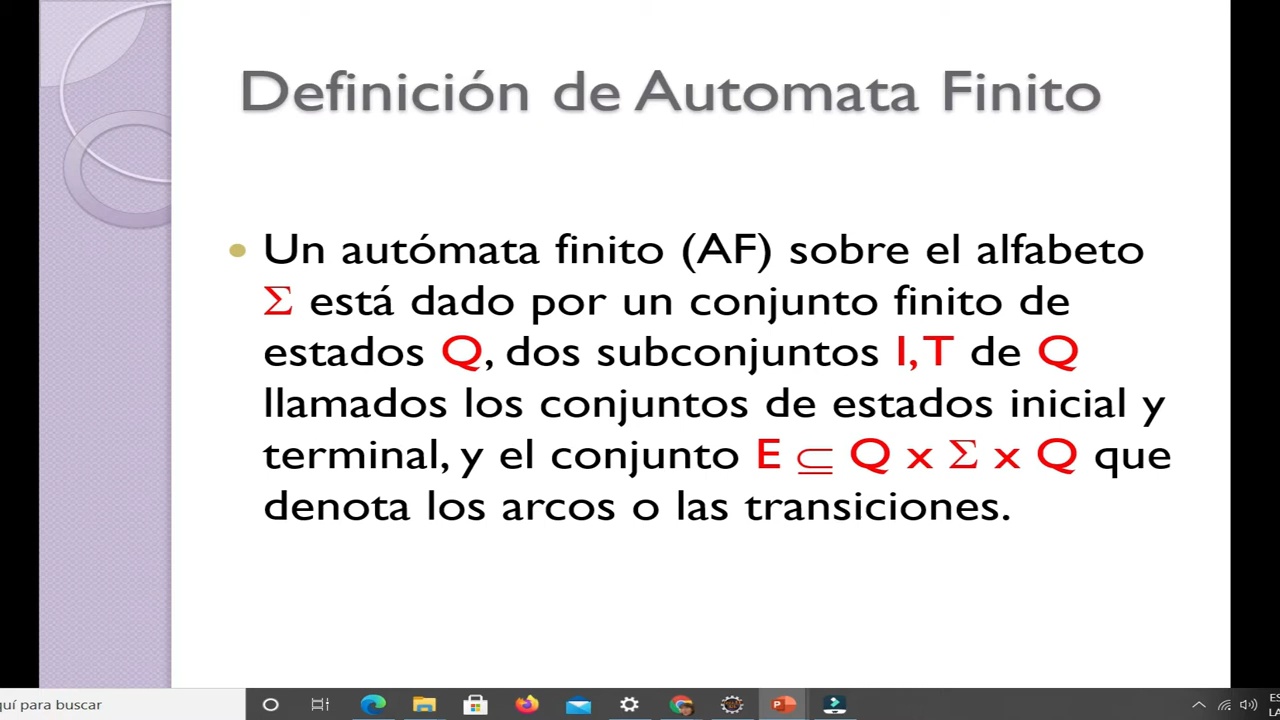 Definición de Automata Finito
• Un autómata finito (AF) sobre el alfabeto
Σ está dado por un conjunto finito de
estados Q, dos subconjuntos I, T de Q
llamados los conjuntos de estados inicial y
terminal, y el conjunto E ⊆ Q x Σ x Q que
denota los arcos o las transiciones.
quí para buscar
ES
LA